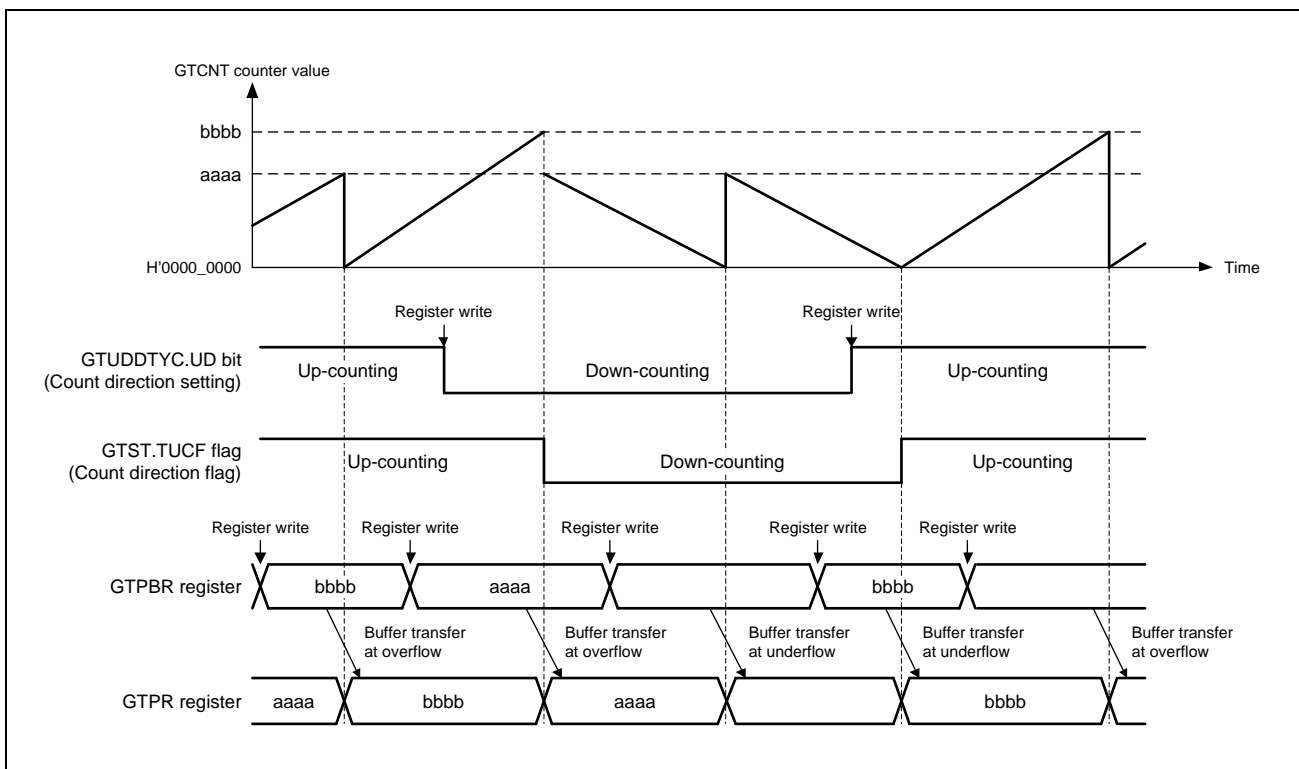 GTCNT counter value
bbbb
aaaa
H'0000_0000
Time
Register write
Register write
GTUDDTYC.UD bit
(Count direction setting)
Up-counting
Down-counting
Up-counting
GTST.TUCF flag
(Count direction flag)
Up-counting
Down-counting
Up-counting
Register write
Register write
Register write
Register write
Register write
GTPBR register
bbbb
aaaa
bbbb
Buffer transfer
at overflow
Buffer transfer
at overflow
Buffer transfer
at underflow
Buffer transfer
at underflow
Buffer transfer
at overflow
GTPR register
aaaa
bbbb
aaaa
bbbb